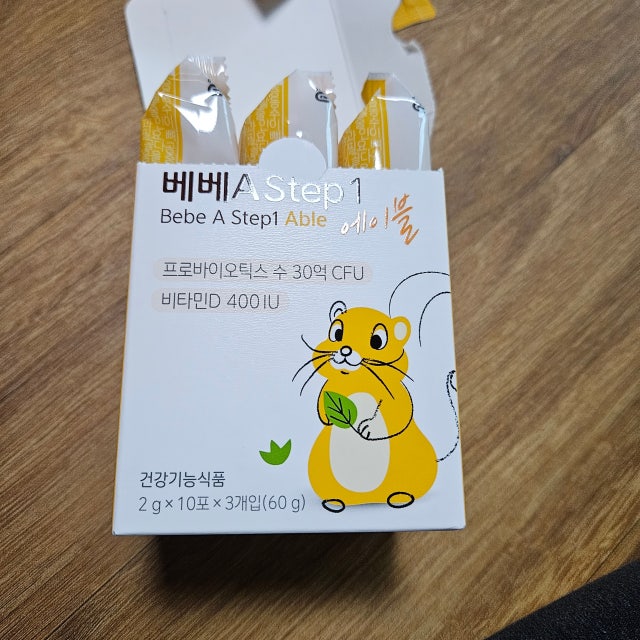 베베 A Step 1
Bebe A Step1 Able 에이블
프로바이오틱스 수 30억 CFU
비타민D 400IU
건강기능식품
2 g × 10포 × 3개입(60 g)